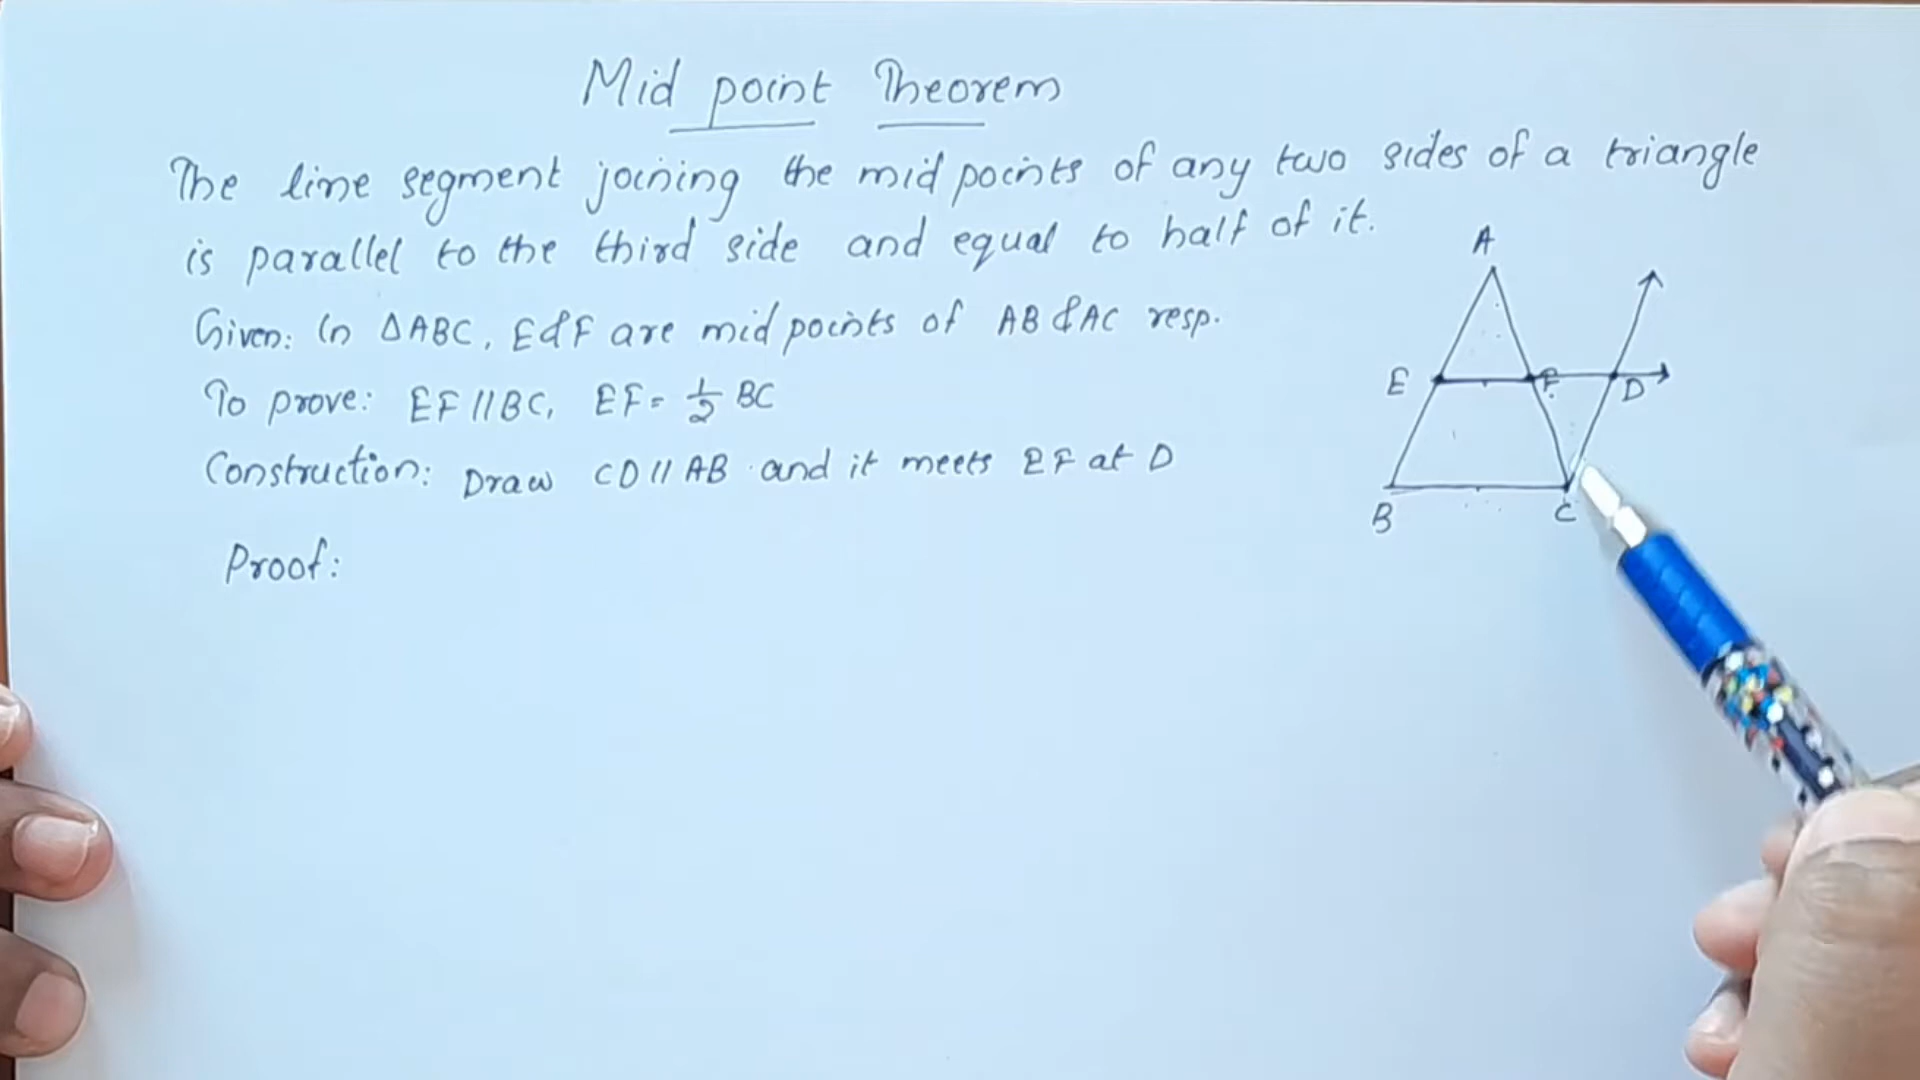 Mid point Theorem
The line segment joining the mid points of any two sides of a triangle
is parallel to the third side and equal to half of it.
Given: In ΔABC, E&F are mid points of AB &AC resp.
To prove: EF//BC, EF = 1/2 BC
Construction: Draw CD // AB and it meets EF at D
Proof:
A
E
F
D
B
C